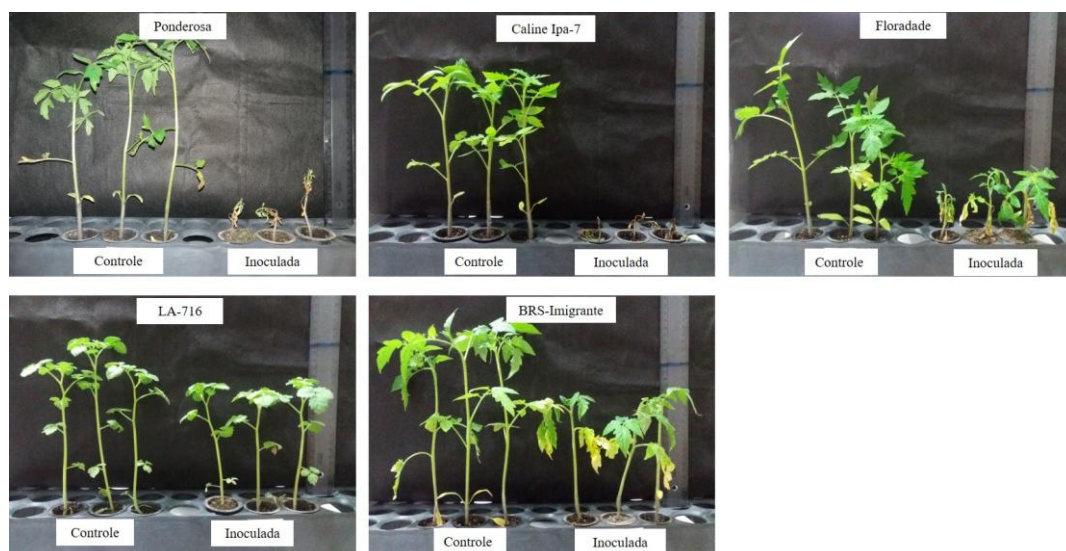 Ponderosa
Controle
Inoculada
Caline Ipa-7
Controle
Inoculada
Floradade
Controle
Inoculada
LA-716
Controle
Inoculada
BRS-Imigrante
Controle
Inoculada